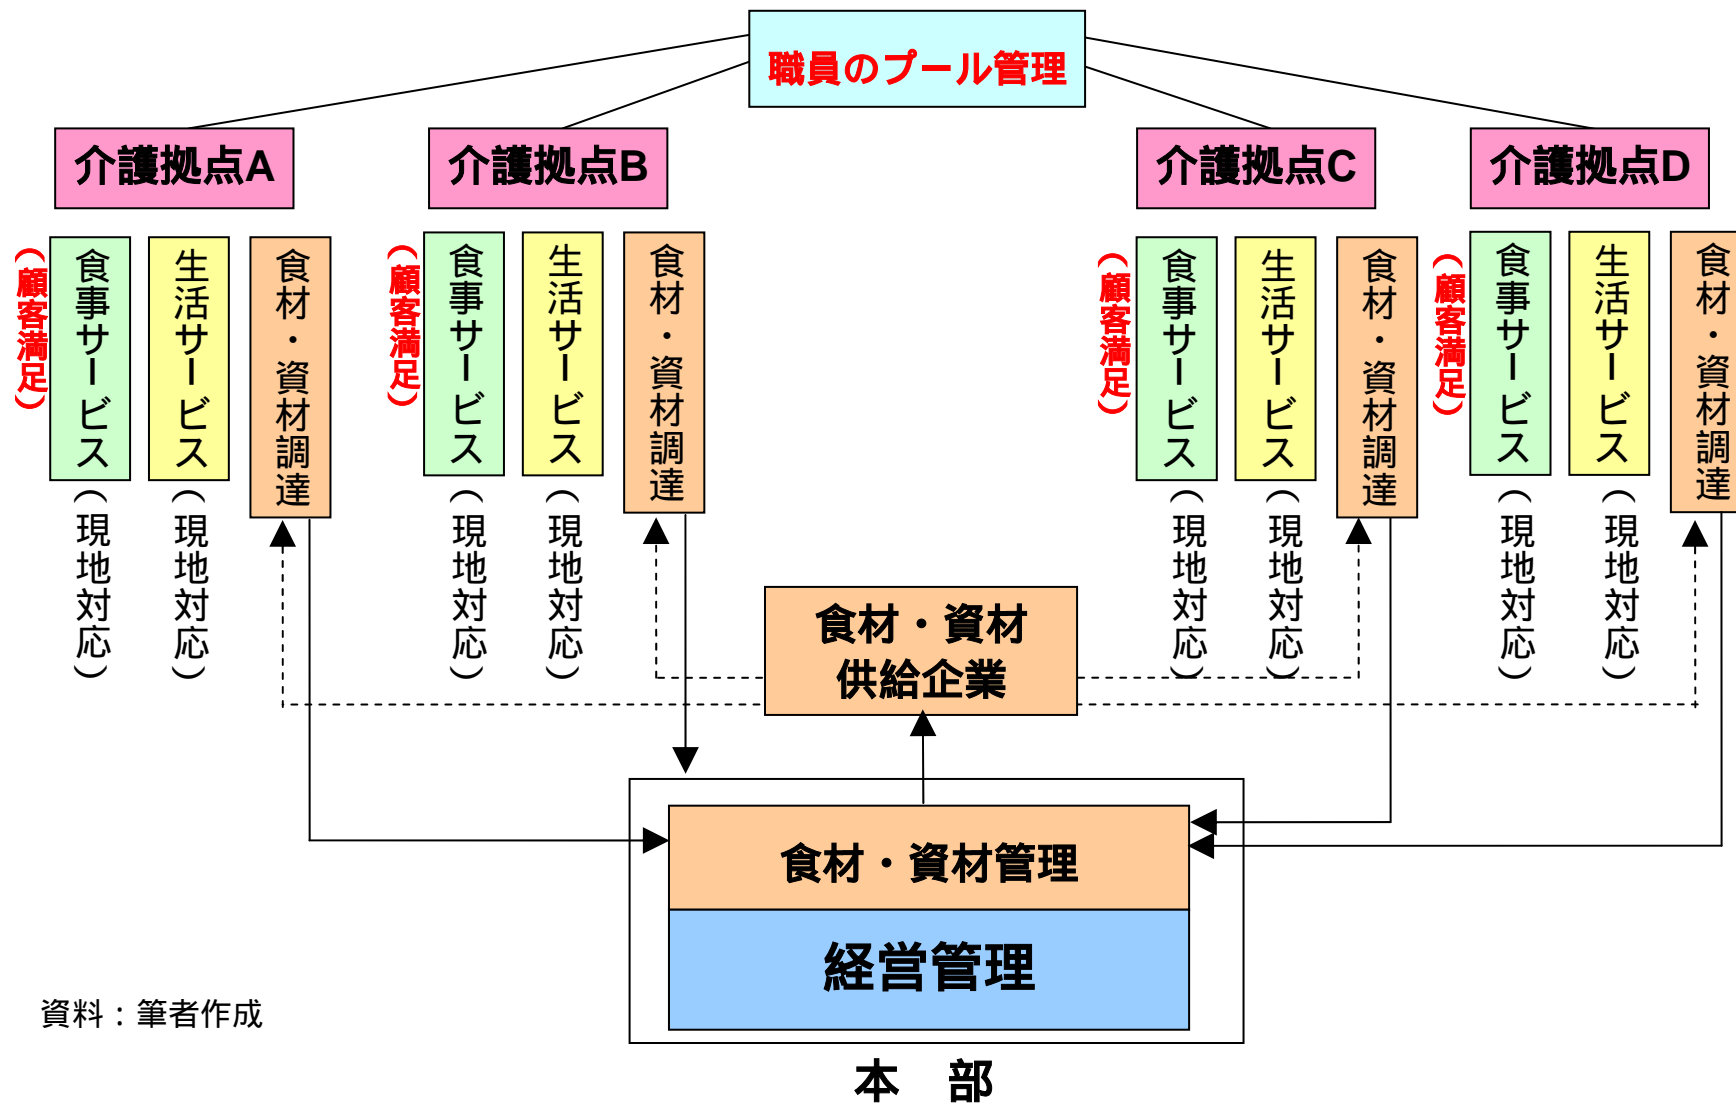 職員のプール管理
介護拠点A
介護拠点B
介護拠点C
介護拠点D
（顧客満足）
食事サービス
（現地対応）
生活サービス
（現地対応）
食材・資材調達
（顧客満足）
食事サービス
（現地対応）
生活サービス
（現地対応）
食材・資材調達
（顧客満足）
食事サービス
（現地対応）
生活サービス
（現地対応）
食材・資材調達
（顧客満足）
食事サービス
（現地対応）
生活サービス
（現地対応）
食材・資材調達
食材・資材
供給企業
食材・資材管理
経営管理
資料：筆者作成
本　部